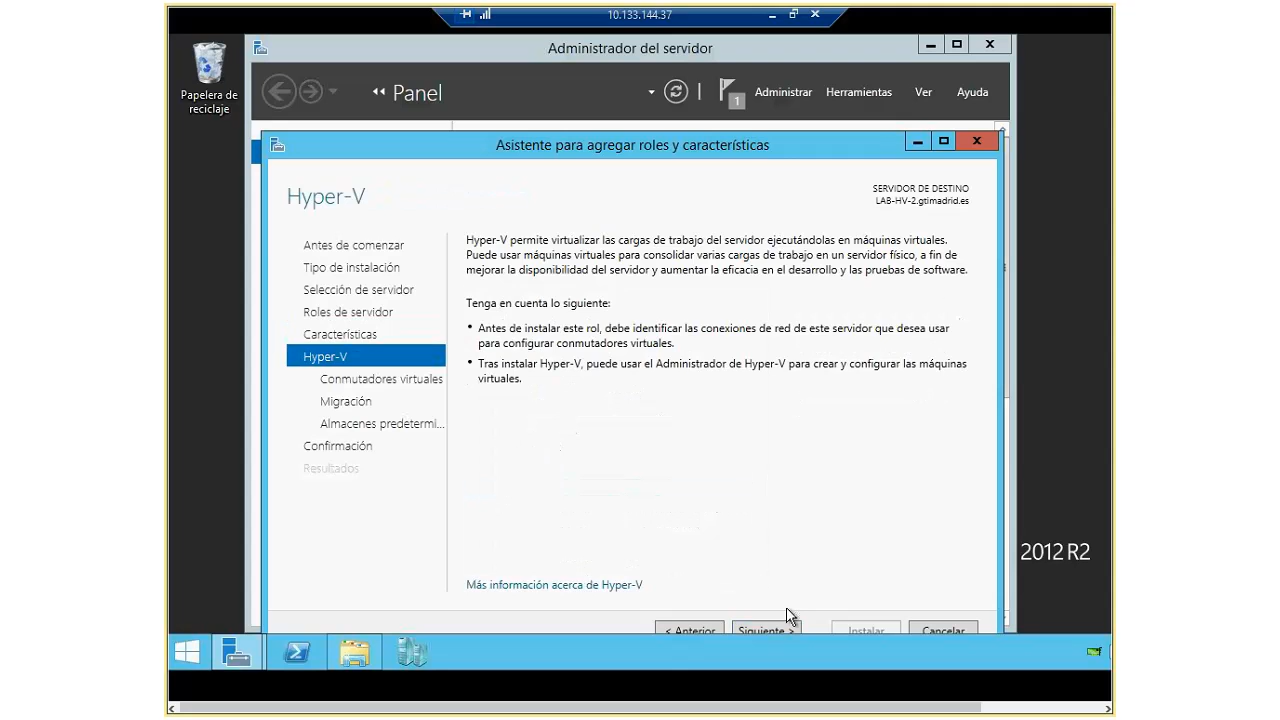 10.133.144.37
Papelera de
reciclaje
Administrador del servidor
Panel
1
Administrar
Herramientas
Ver
Ayuda
Asistente para agregar roles y características
Hyper-V
SERVIDOR DE DESTINO
LAB-HV-2.gtimadrid.es
Antes de comenzar
Tipo de instalación
Selección de servidor
Roles de servidor
Características
Hyper-V
Conmutadores virtuales
Migración
Almacenes predetermi...
Confirmación
Resultados
Hyper-V permite virtualizar las cargas de trabajo del servidor ejecutándolas en máquinas virtuales.
Puede usar máquinas virtuales para consolidar varias cargas de trabajo en un servidor físico, a fin de
mejorar la disponibilidad del servidor y aumentar la eficacia en el desarrollo y las pruebas de software.
Tenga en cuenta lo siguiente:
• Antes de instalar este rol, debe identificar las conexiones de red de este servidor que desea usar
para configurar conmutadores virtuales.
• Tras instalar Hyper-V, puede usar el Administrador de Hyper-V para crear y configurar las máquinas
virtuales.
Más información acerca de Hyper-V
2012 R2
< Anterior
Siguiente >
Instalar
Cancelar